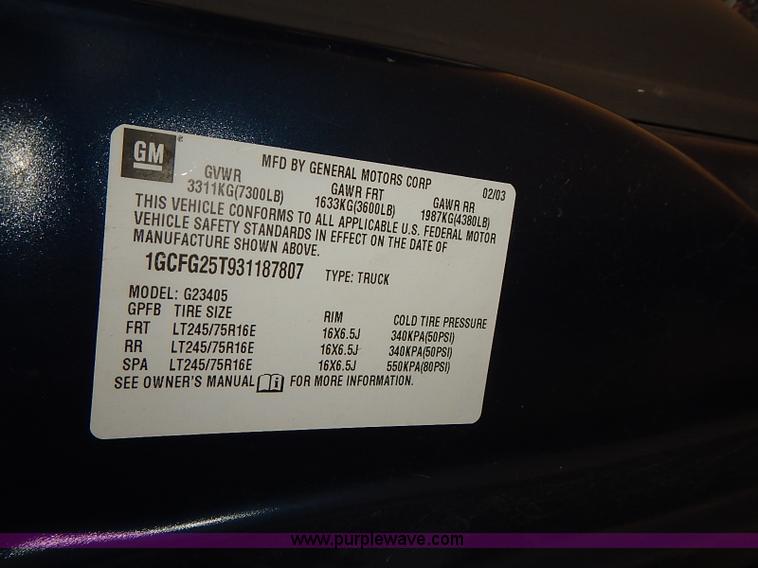 GM
MFD BY GENERAL MOTORS CORP 02/03
GVWR GAWR FRT GAWR RR
3311KG(7300LB) 1633KG(3600LB) 1987KG(4380LB)
THIS VEHICLE CONFORMS TO ALL APPLICABLE U.S. FEDERAL MOTOR
VEHICLE SAFETY STANDARDS IN EFFECT ON THE DATE OF
MANUFACTURE SHOWN ABOVE.
1GCFG25T931187807 TYPE: TRUCK
MODEL: G23405
GPFB TIRE SIZE RIM COLD TIRE PRESSURE
FRT LT245/75R16E 16X6.5J 340KPA(50PSI)
RR LT245/75R16E 16X6.5J 340KPA(50PSI)
SPA LT245/75R16E 16X6.5J 550KPA(80PSI)
SEE OWNER'S MANUAL i FOR MORE INFORMATION.
www.purplewave.com